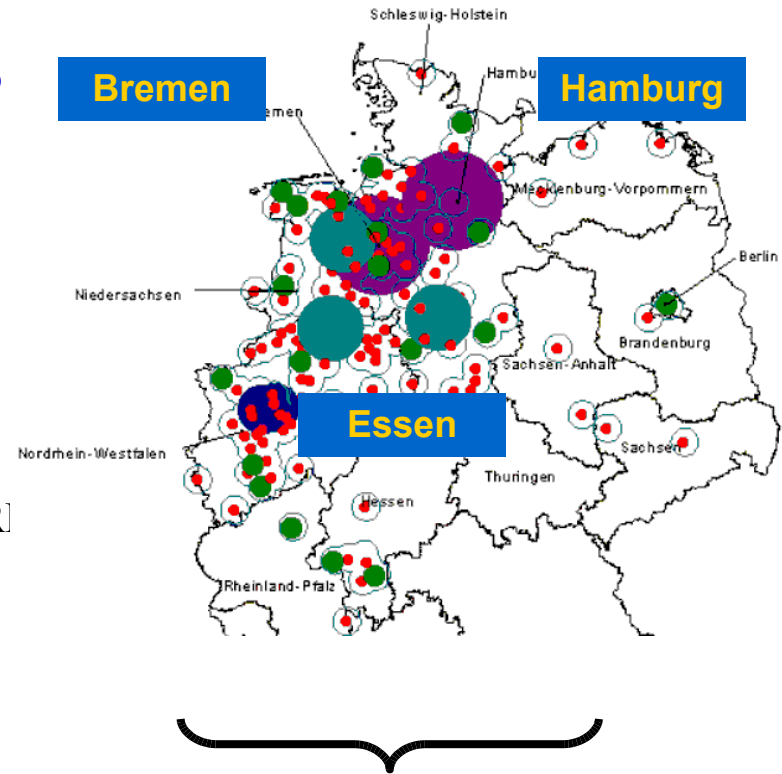 Schleswig-Holstein
Bremen
Hambu
Hamburg
emen
Mecklenburg-Vorpommern
Berlin
Niedersachsen
Brandenburg
Sachsen-Anhalt
Essen
Nordrhein-Westfalen
Sachsen
Thuringen
Hessen
Rheinland-Pfalz